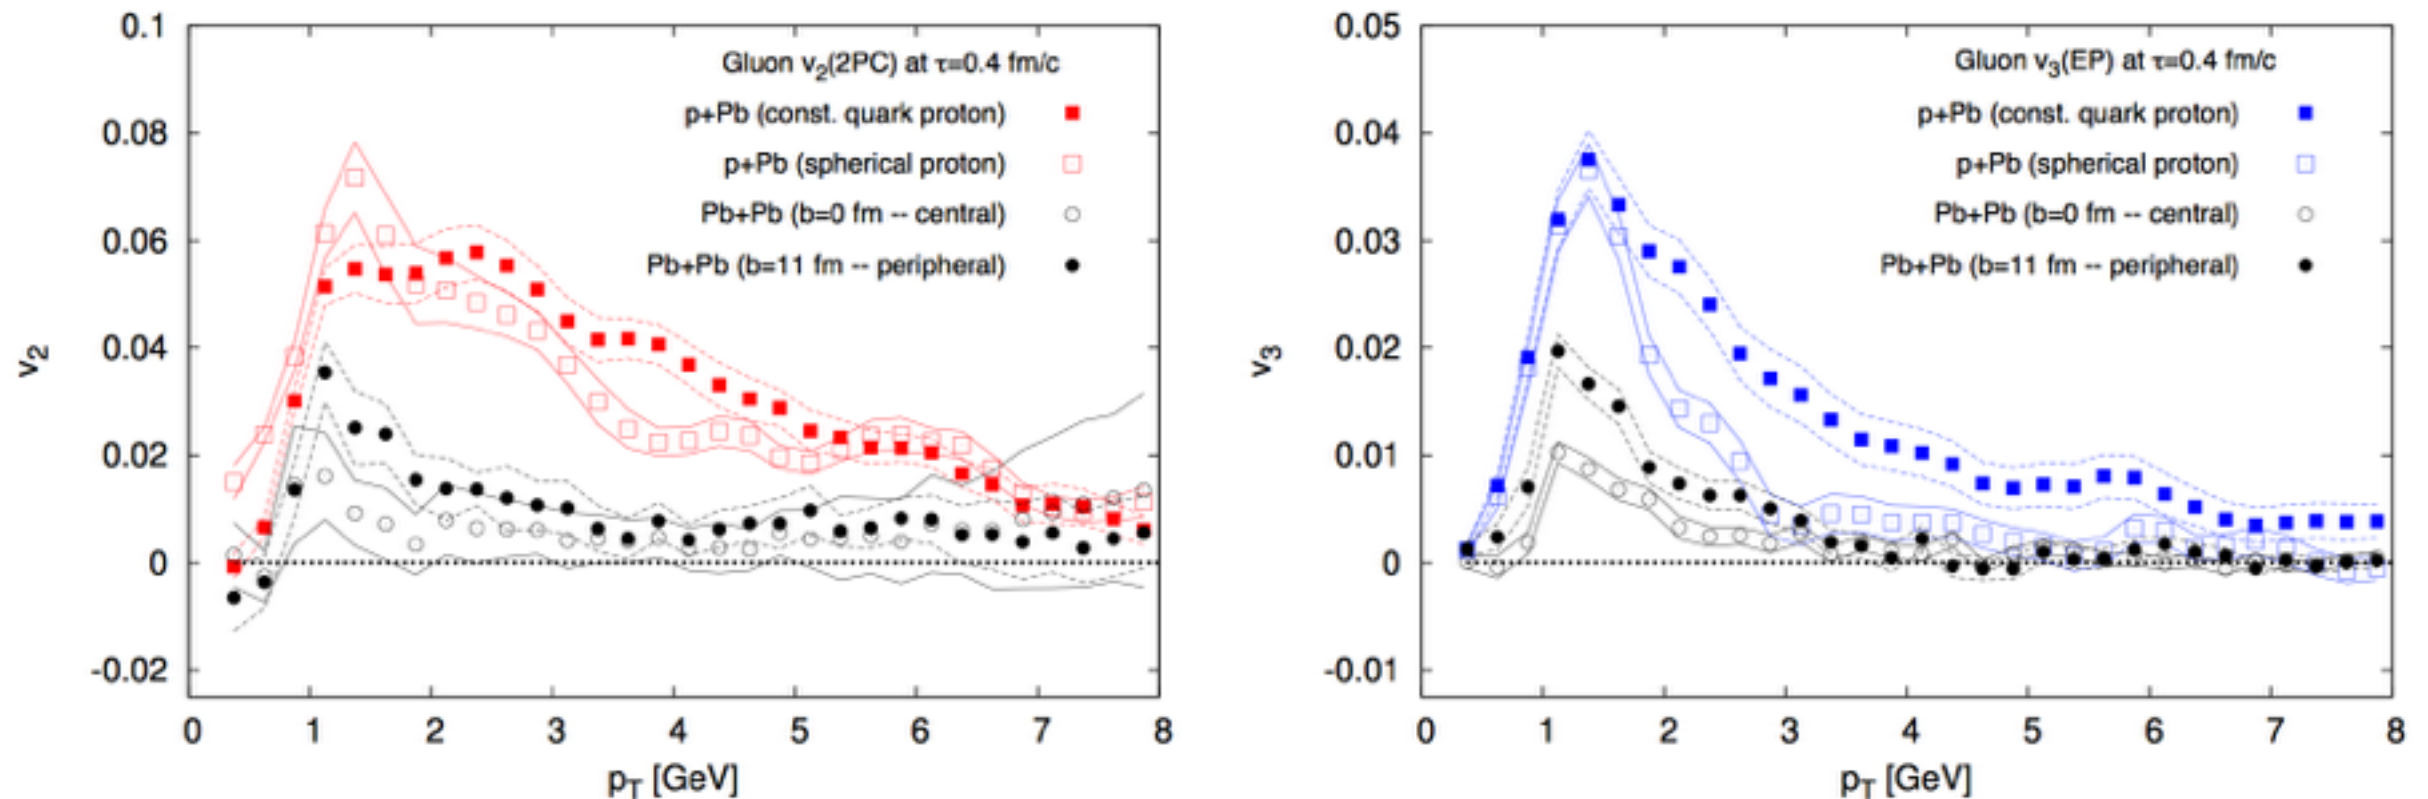 0.1
0.08
0.06
0.04
0.02
0
-0.02
v2
0 1 2 3 4 5 6 7 8
pT [GeV]
Gluon v2(2PC) at τ=0.4 fm/c
p+Pb (const. quark proton)
p+Pb (spherical proton)
Pb+Pb (b=0 fm -- central)
Pb+Pb (b=11 fm -- peripheral)
0.05
0.04
0.03
0.02
0.01
0
-0.01
v3
0 1 2 3 4 5 6 7 8
pT [GeV]
Gluon v3(EP) at τ=0.4 fm/c
p+Pb (const. quark proton)
p+Pb (spherical proton)
Pb+Pb (b=0 fm -- central)
Pb+Pb (b=11 fm -- peripheral)